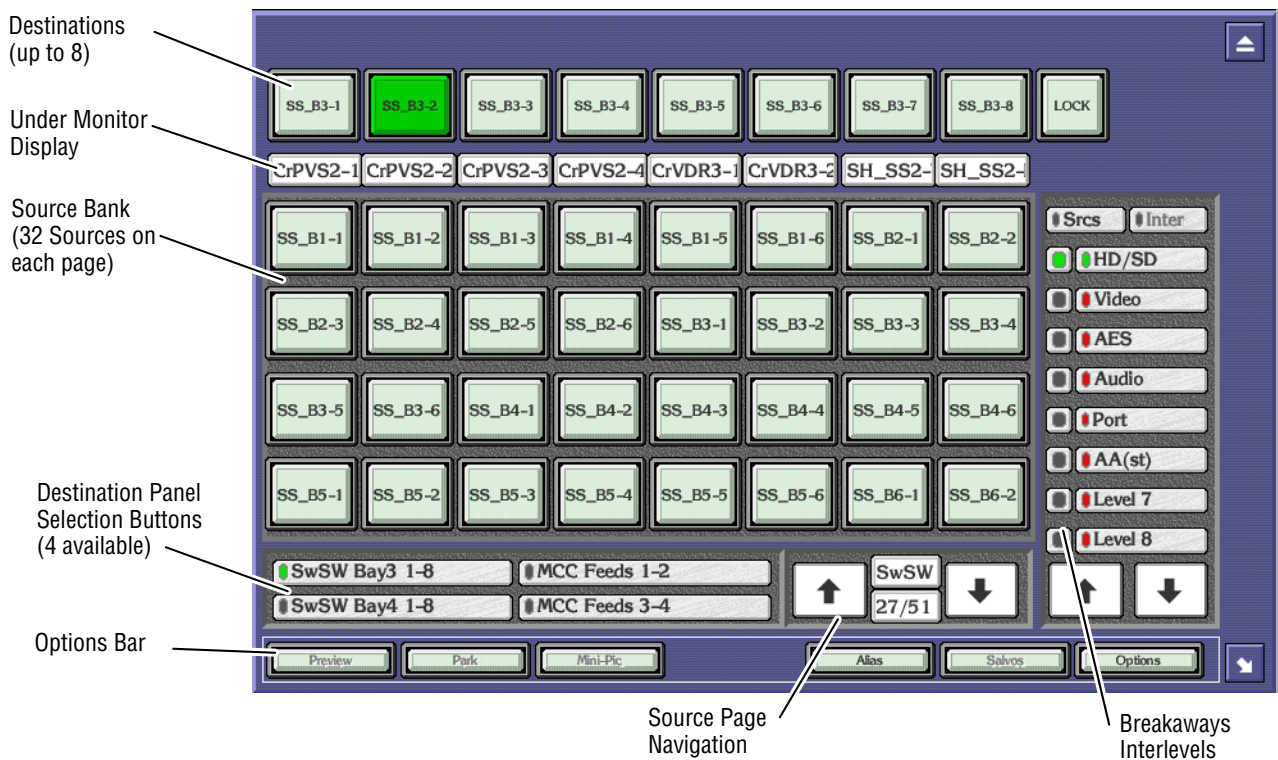 Destinations
(up to 8)
SS_B3-1 SS_B3-2 SS_B3-3 SS_B3-4 SS_B3-5 SS_B3-6 SS_B3-7 SS_B3-8 LOCK
Under Monitor
Display
CrPVS2-1 CrPVS2-2 CrPVS2-3 CrPVS2-4 CrVDR3-1 CrVDR3-2 SH_SS2- SH_SS2-
Source Bank
(32 Sources on
each page)
SS_B1-1 SS_B1-2 SS_B1-3 SS_B1-4 SS_B1-5 SS_B1-6 SS_B2-1 SS_B2-2
SS_B2-3 SS_B2-4 SS_B2-5 SS_B2-6 SS_B3-1 SS_B3-2 SS_B3-3 SS_B3-4
SS_B3-5 SS_B3-6 SS_B4-1 SS_B4-2 SS_B4-3 SS_B4-4 SS_B4-5 SS_B4-6
SS_B5-1 SS_B5-2 SS_B5-3 SS_B5-4 SS_B5-5 SS_B5-6 SS_B6-1 SS_B6-2
Srcs Inter
HD/SD
Video
AES
Audio
Port
AA(st)
Level 7
Level 8
Destination Panel
Selection Buttons
(4 available)
SwSW Bay3 1-8 MCC Feeds 1-2
SwSW Bay4 1-8 MCC Feeds 3-4
SwSW
27/51
Options Bar
Preview Park Mini-Pic Alias Salvos Options
Source Page
Navigation
Breakaways
Interlevels